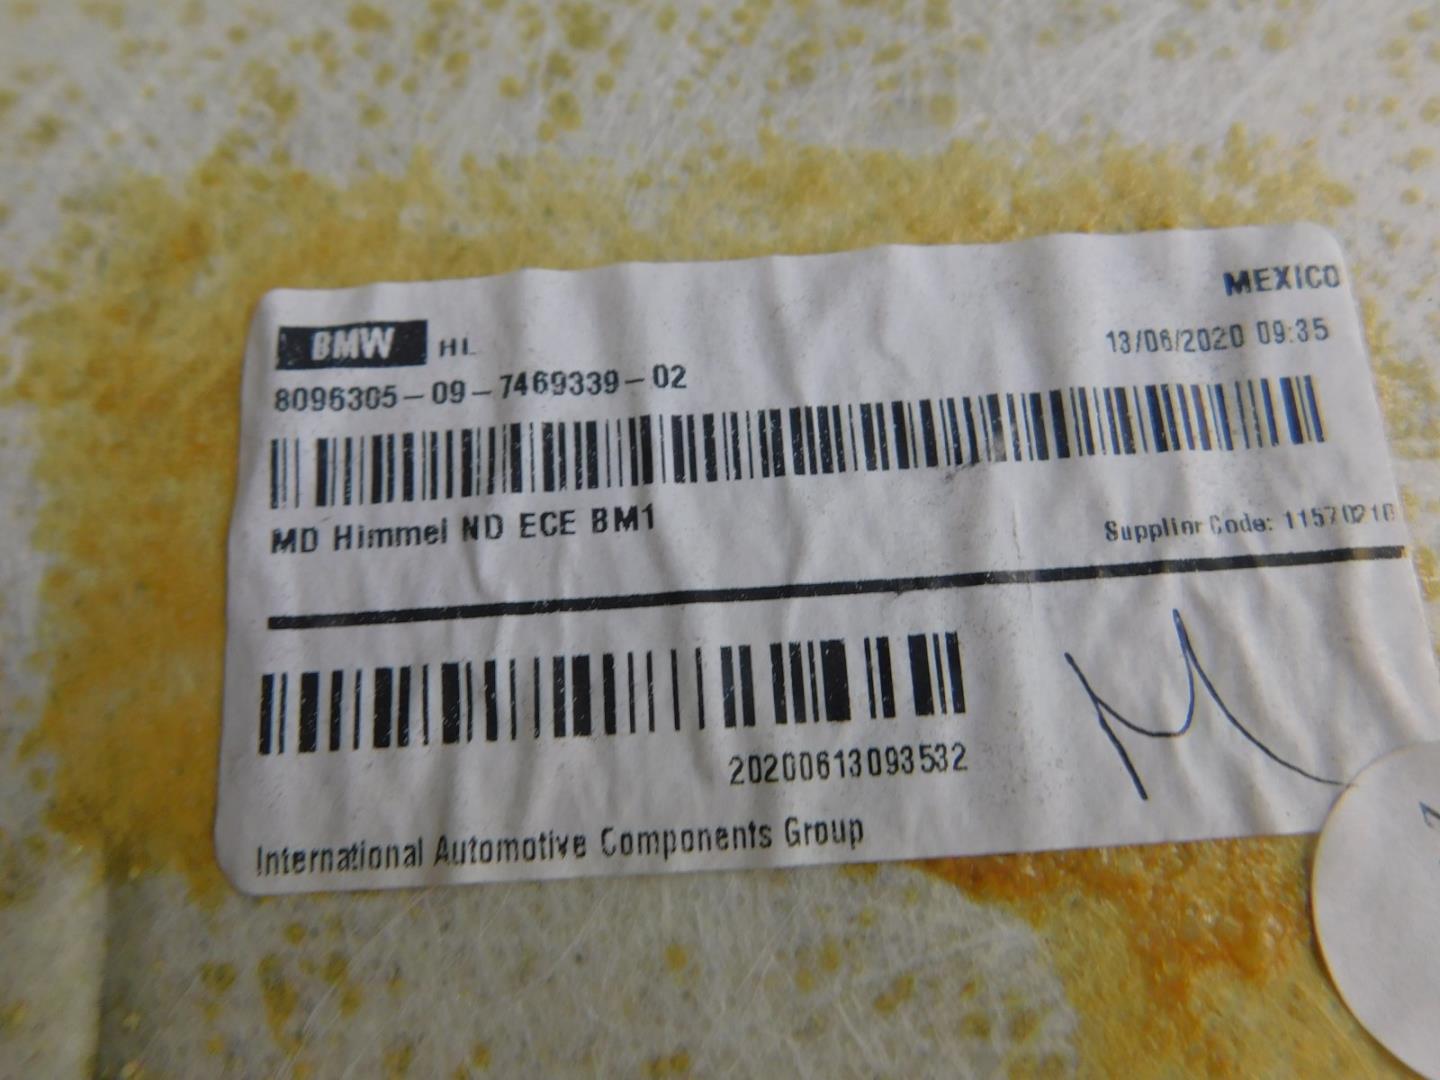 MEXICO
BMW HL
13/06/2020 09:35
8096305-09-7469339-02
MD Himmel ND ECE BM1
Supplier Code:
20200613093532
International Automotive Components Group